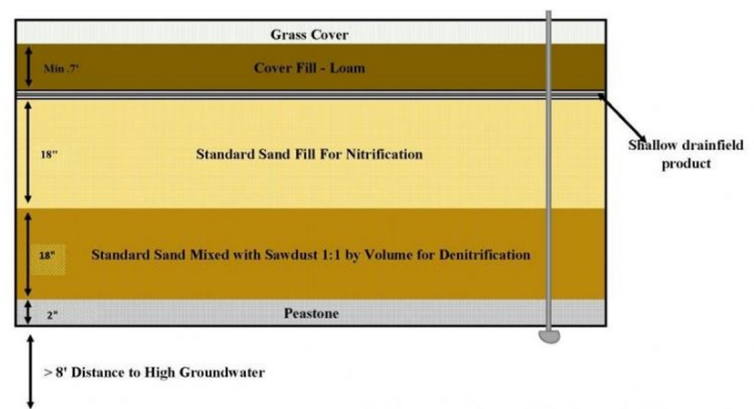 Grass Cover
Min .7'
Cover Fill - Loam
Shallow drainfield
product
18"
Standard Sand Fill For Nitrification
18"
Standard Sand Mixed with Sawdust 1:1 by Volume for Denitrification
2"
Peastone
> 8' Distance to High Groundwater